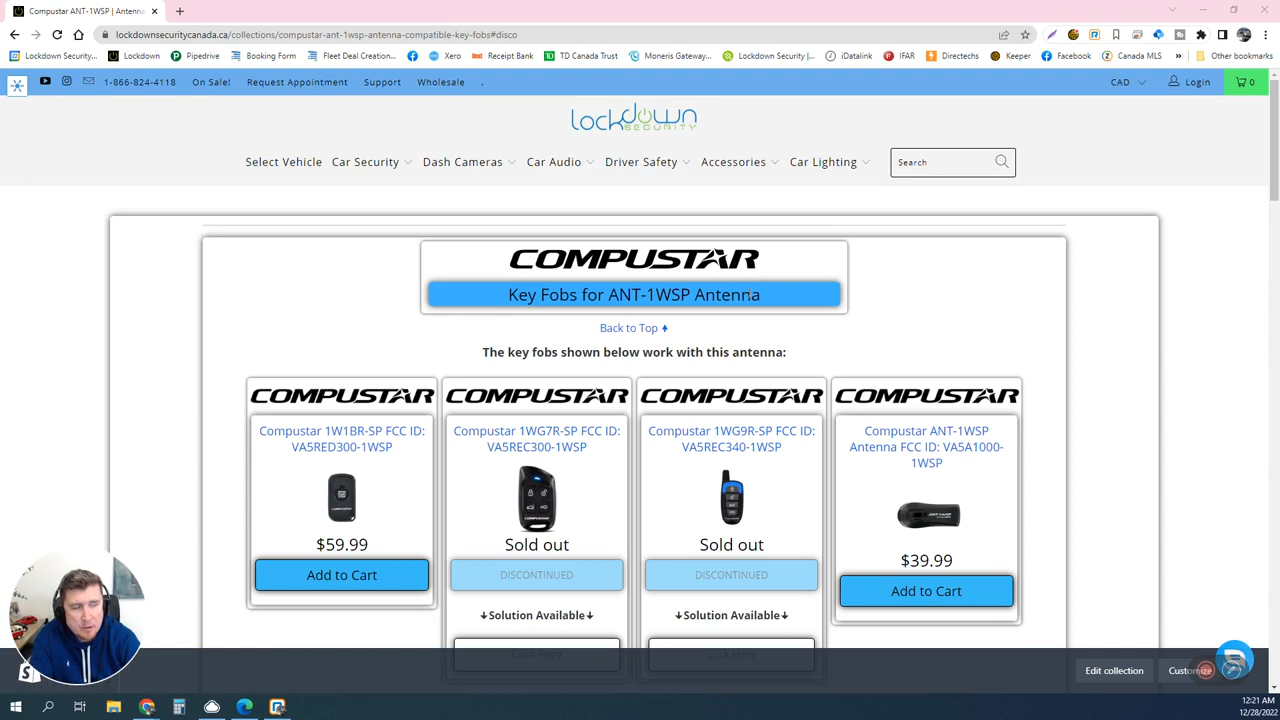 Compustar ANT-1WSP | Antenna
lockdownsecuritycanada.ca/collections/compustar-ant-1wsp-antenna-compatible-key-fobs#disco
Lockdown Security... Lockdown Pipedrive Booking Form Fleet Deal Creation... Xero Receipt Bank TD Canada Trust Moneris Gateway... Lockdown Security |... iDatalink IFAR Directechs Keeper Facebook Canada MLS » Other bookmarks
1-866-824-4118 On Sale! Request Appointment Support Wholesale . CAD Login 0
lockdown
SECURITY
Select Vehicle Car Security Dash Cameras Car Audio Driver Safety Accessories Car Lighting Search
COMPUSTAR
Key Fobs for ANT-1WSP Antenna
Back to Top
The key fobs shown below work with this antenna:
COMPUSTAR COMPUSTAR COMPUSTAR COMPUSTAR
Compustar 1W1BR-SP FCC ID:
VA5RED300-1WSP
$59.99
Add to Cart
Compustar 1WG7R-SP FCC ID:
VA5REC300-1WSP
Sold out
DISCONTINUED
↓Solution Available↓
Compustar 1WG9R-SP FCC ID:
VA5REC340-1WSP
Sold out
DISCONTINUED
↓Solution Available↓
Compustar ANT-1WSP
Antenna FCC ID: VA5A1000-
1WSP
ANT-1WSP
$39.99
Add to Cart
Edit collection Customize
12:21 AM
12/28/2022